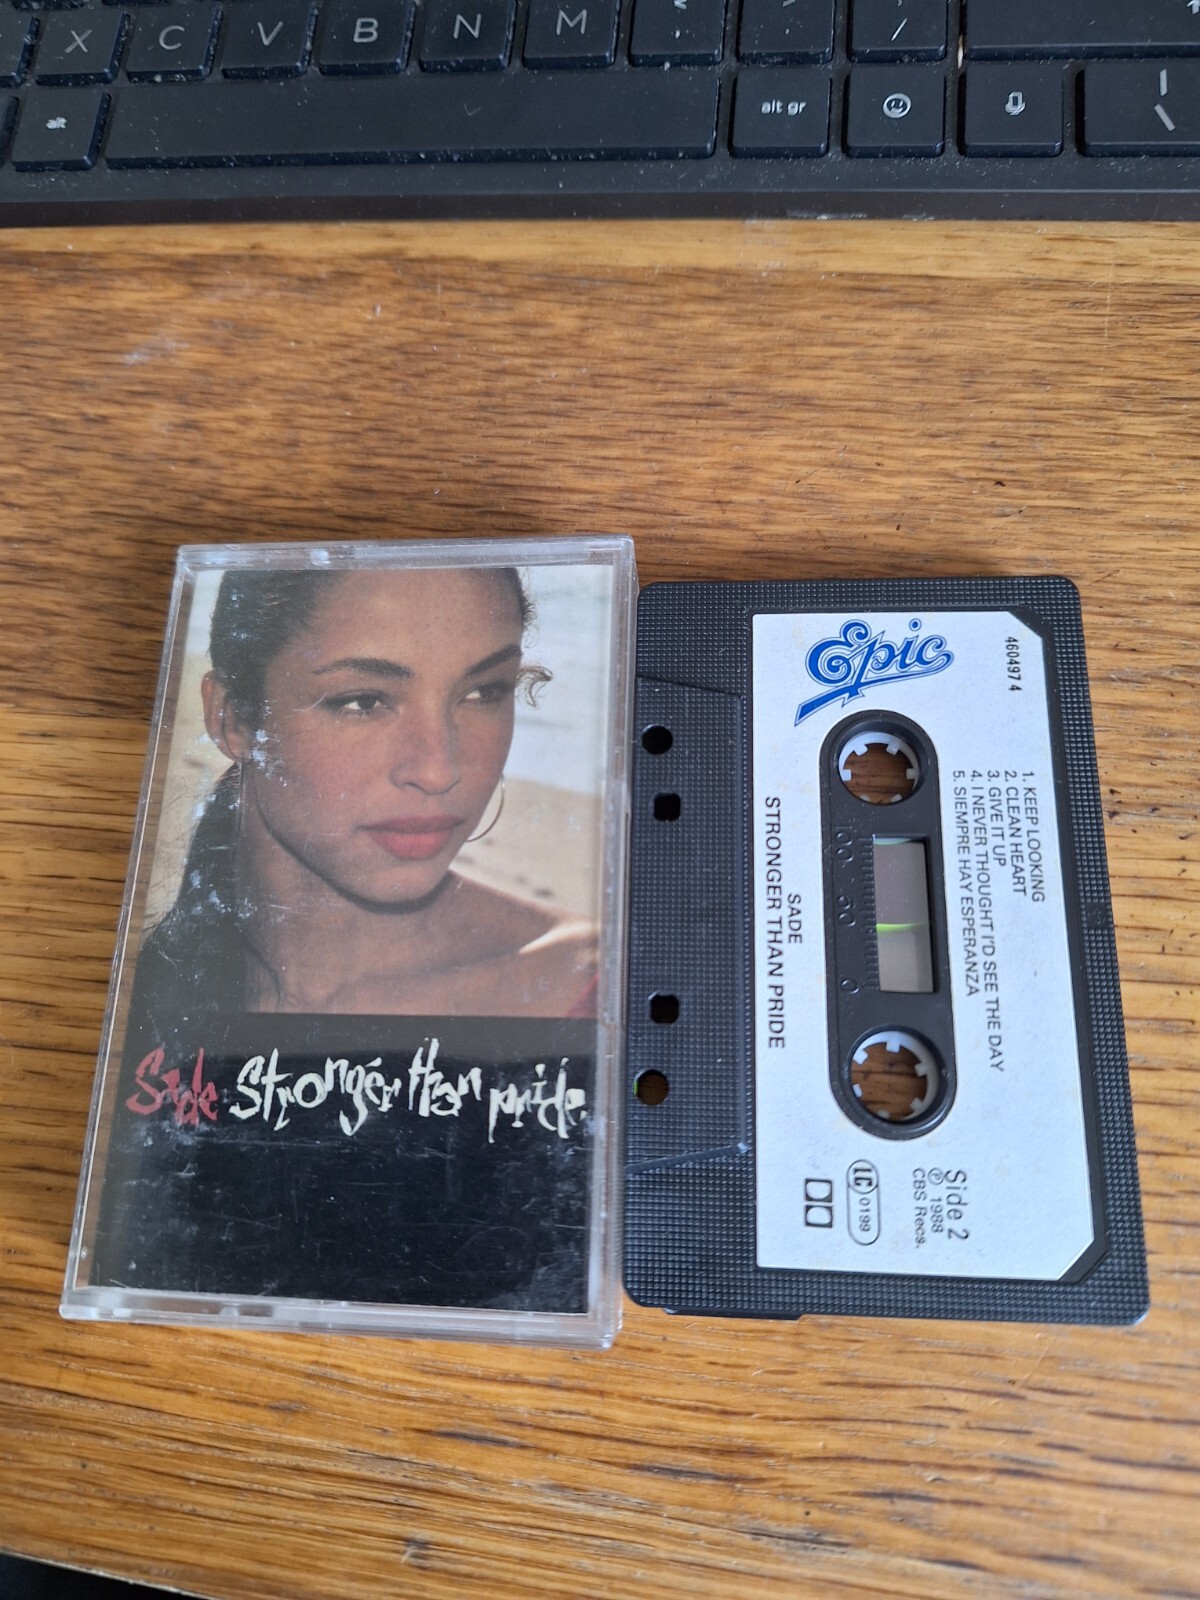 X C V B N M
/
alt
alt gr
Sade Stronger than pride.
Epic
460497 4
1. KEEP LOOKING
2. CLEAN HEART
3. GIVE IT UP
4. I NEVER THOUGHT I'D SEE THE DAY
5. SIEMPRE HAY ESPERANZA
SADE
STRONGER THAN PRIDE
Side 2
℗ 1988
CBS Recs.
LC 0199